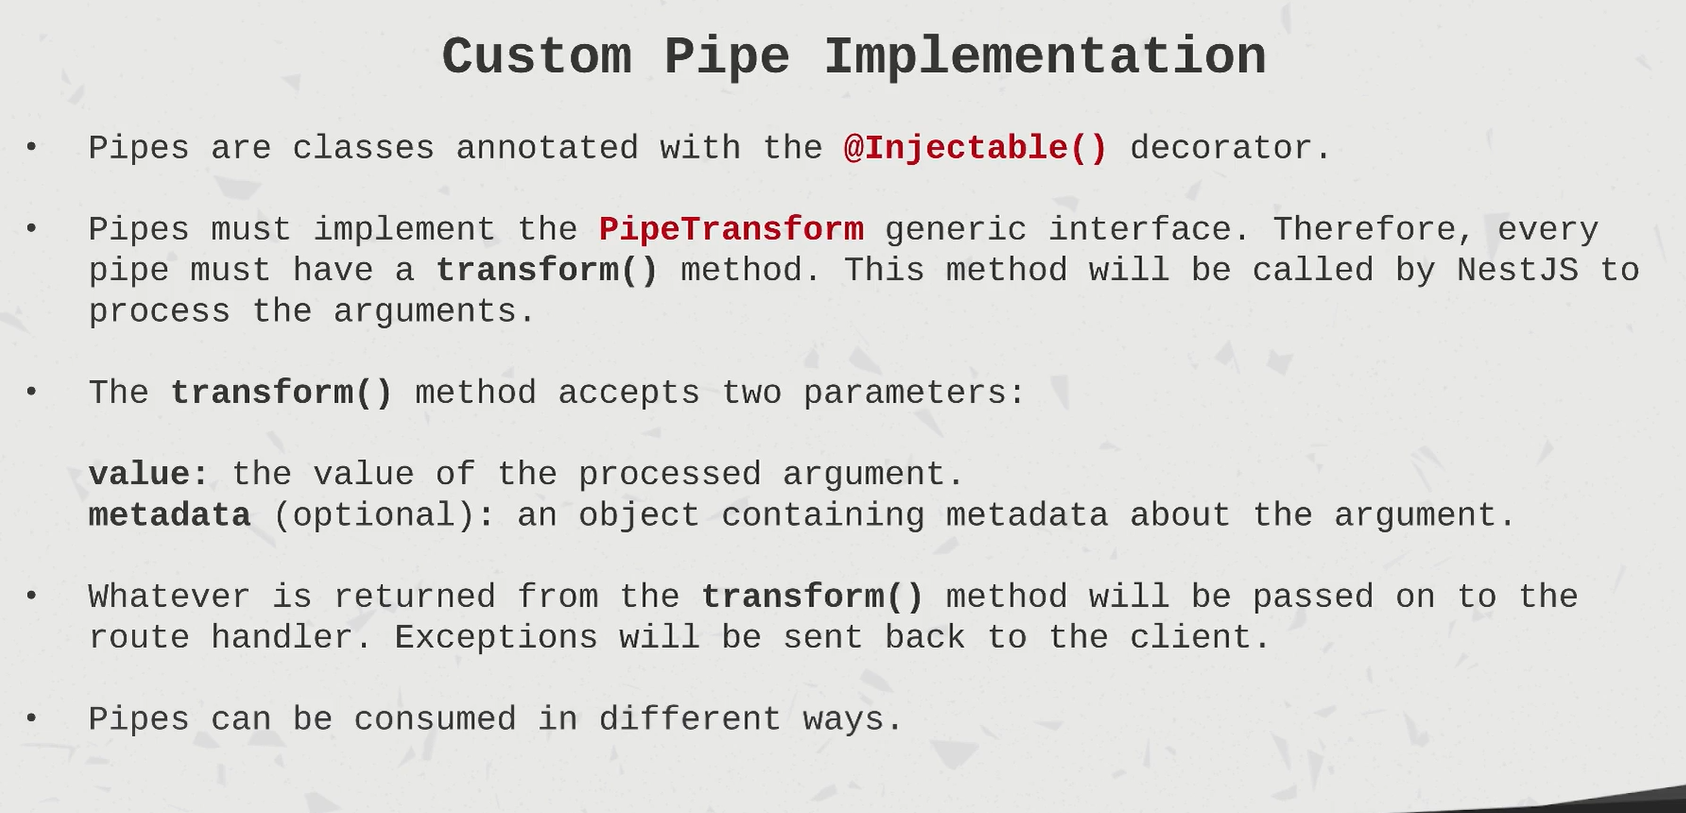 Custom Pipe Implementation
• Pipes are classes annotated with the @Injectable() decorator.
• Pipes must implement the PipeTransform generic interface. Therefore, every
pipe must have a transform() method. This method will be called by NestJS to
process the arguments.
• The transform() method accepts two parameters:
value: the value of the processed argument.
metadata (optional): an object containing metadata about the argument.
• Whatever is returned from the transform() method will be passed on to the
route handler. Exceptions will be sent back to the client.
• Pipes can be consumed in different ways.